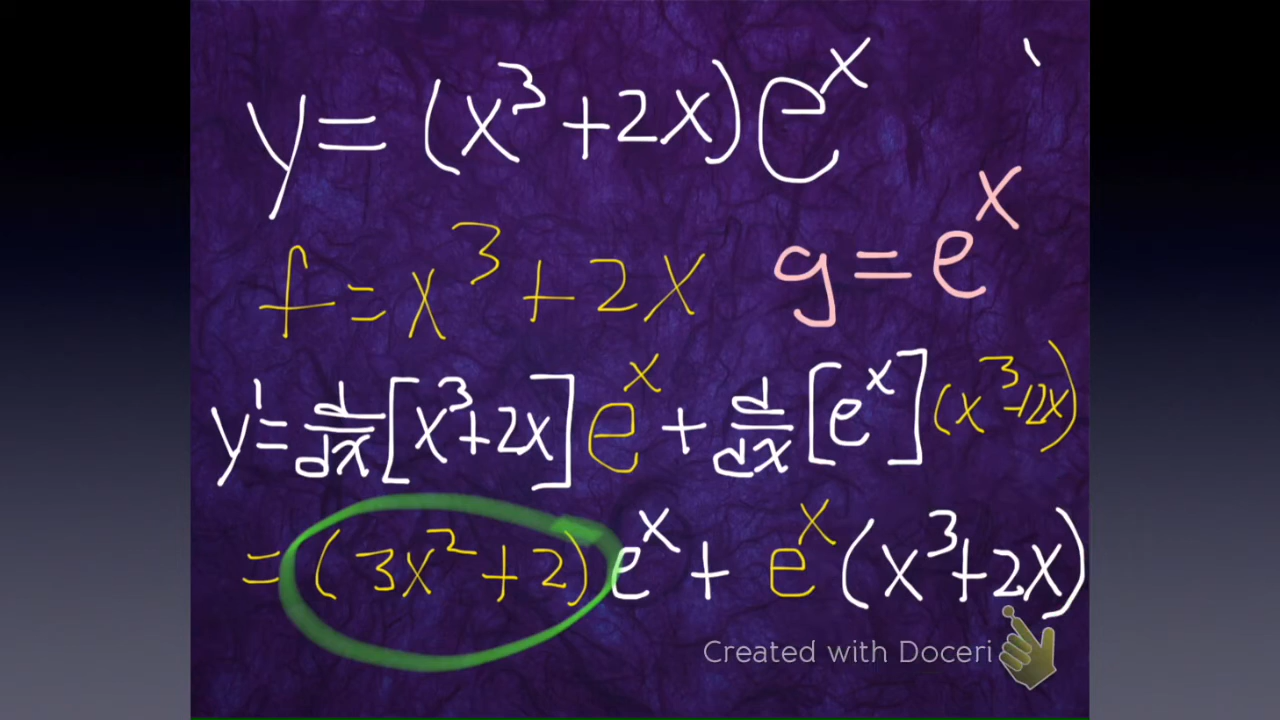 y=(x³+2x)eˣ
f=x³+2x g=eˣ
y'=d/dx[x³+2x]eˣ+d/dx[eˣ](x³+2x)
=(3x²+2)eˣ+eˣ(x³+2x)
Created with Doceri